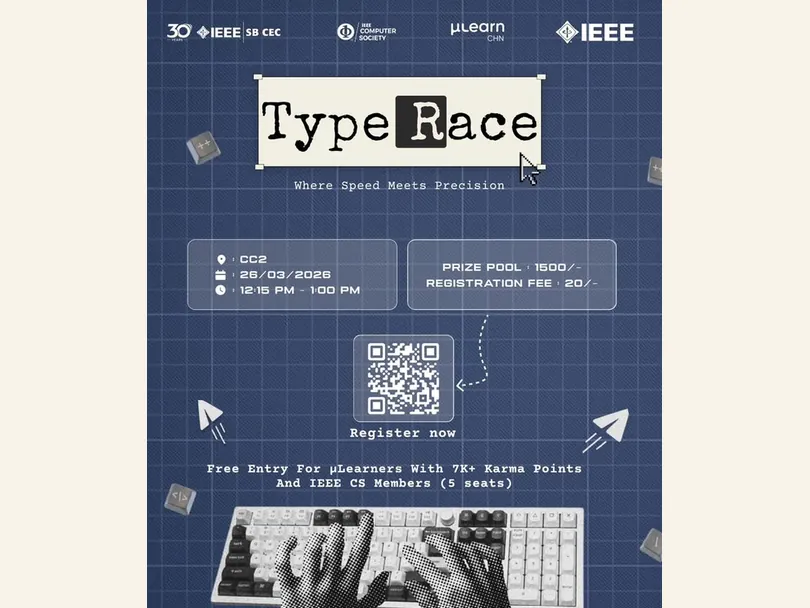 30 YEARS IEEE SB CEC
IEEE COMPUTER SOCIETY
µLearn CHN
IEEE
Type Race
Where Speed Meets Precision
: CC2
: 26/03/2026
: 12:15 PM - 1:00 PM
PRIZE POOL : 1500/-
REGISTRATION FEE : 20/-
Register now
Free Entry For µLearners With 7K+ Karma Points
And IEEE CS Members (5 seats)
++
++
</>